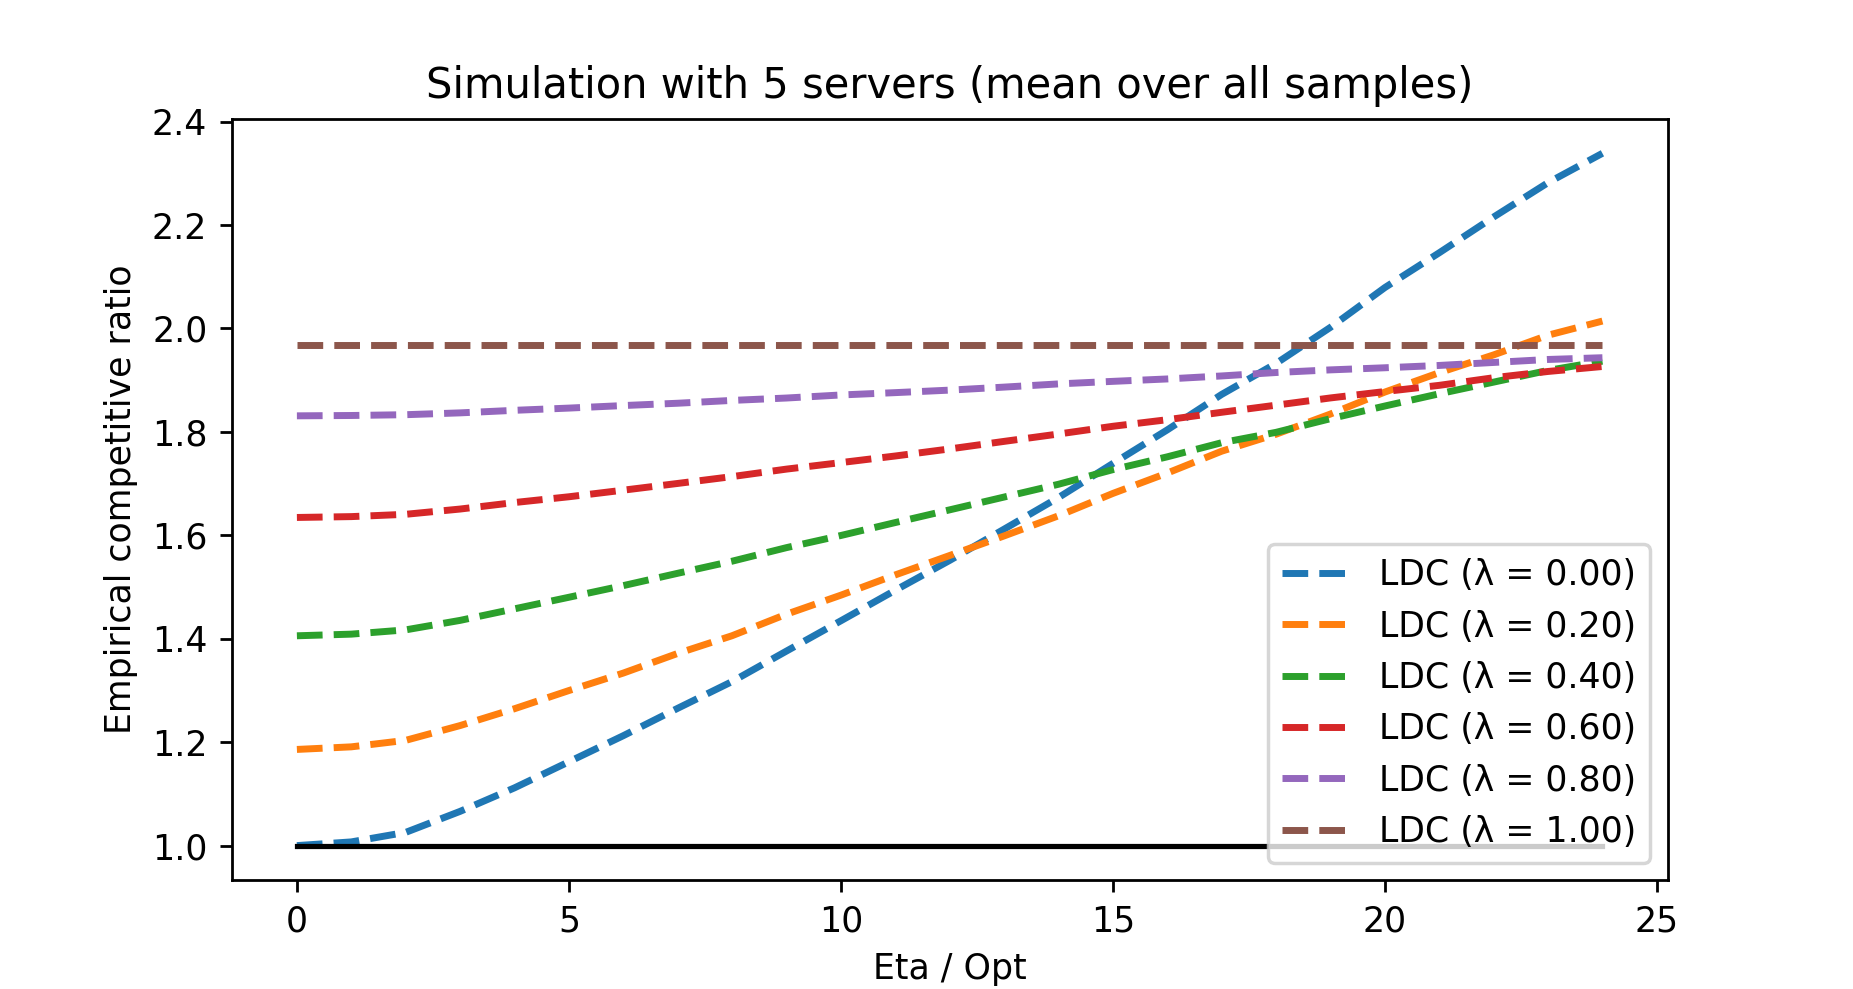 Simulation with 5 servers (mean over all samples)
Empirical competitive ratio
2.4
2.2
2.0
1.8
1.6
1.4
1.2
1.0
LDC (λ = 0.00)
LDC (λ = 0.20)
LDC (λ = 0.40)
LDC (λ = 0.60)
LDC (λ = 0.80)
LDC (λ = 1.00)
0 5 10 15 20 25
Eta / Opt